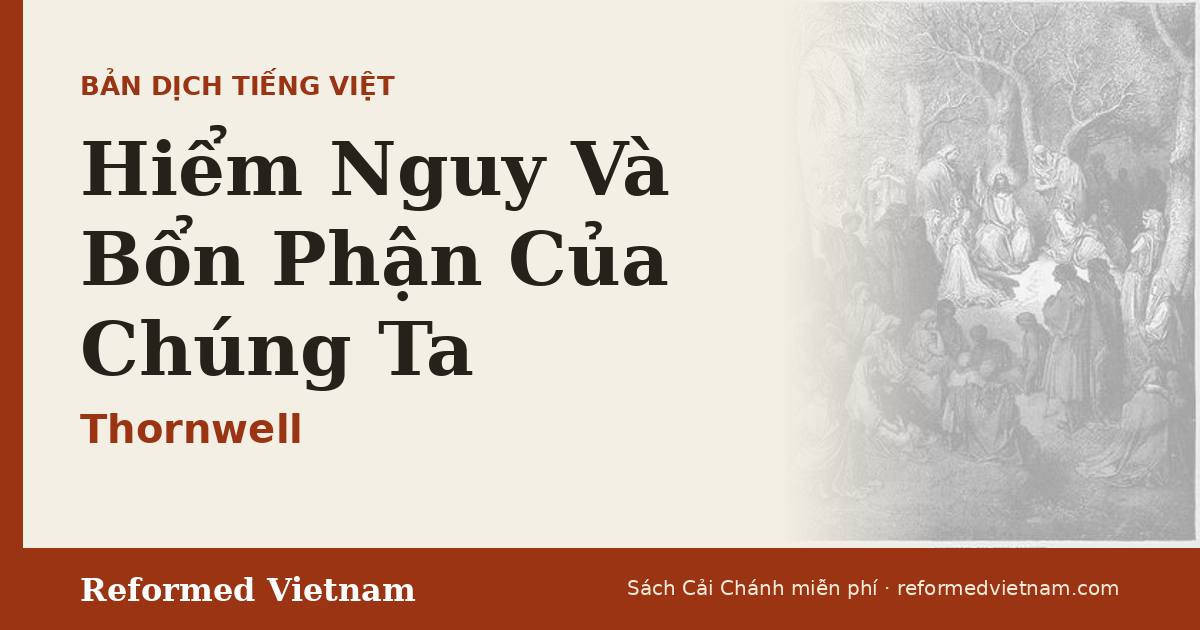 BẢN DỊCH TIẾNG VIỆT
Hiểm Nguy Và
Bổn Phận Của
Chúng Ta
Thornwell
Reformed Vietnam
Sách Cải Chánh miễn phí · reformedvietnam.com